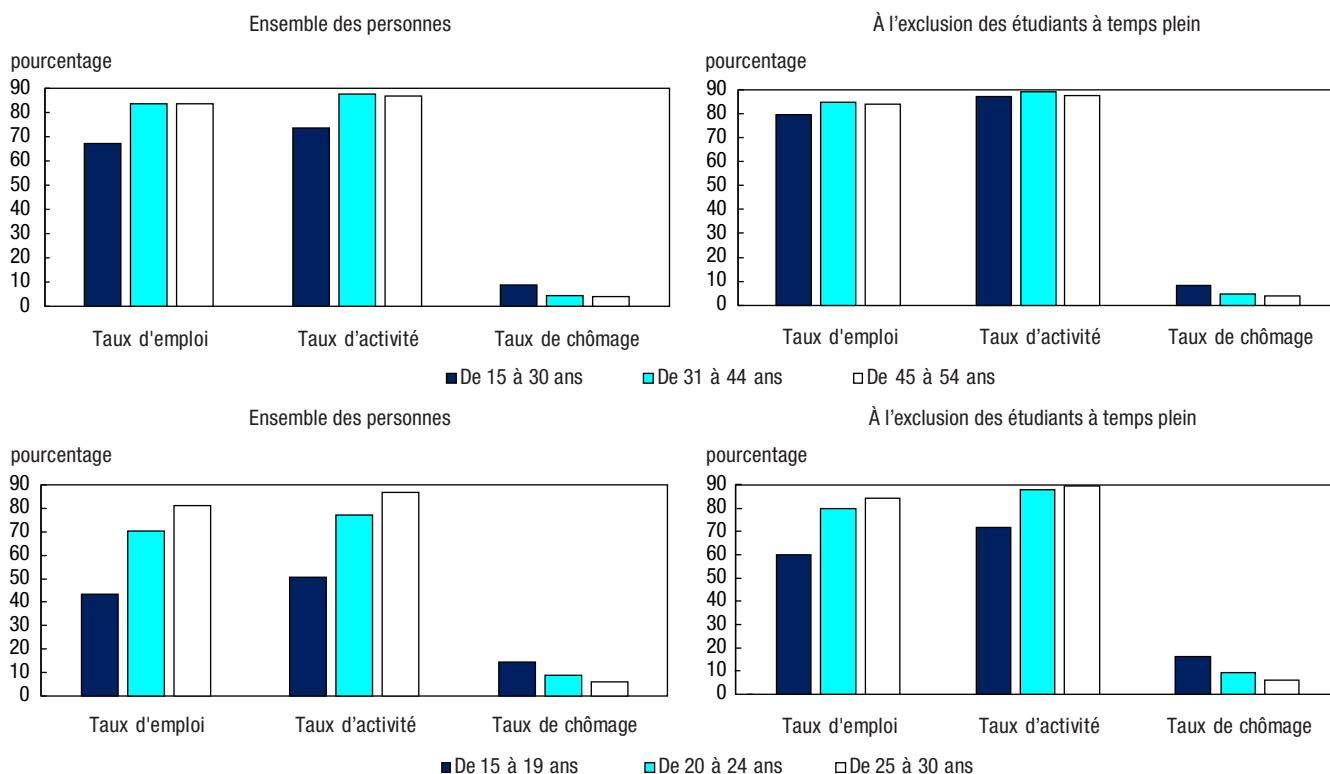 Ensemble des personnes
pourcentage
90
80
70
60
50
40
30
20
10
0
Taux d'emploi Taux d’activité Taux de chômage
À l’exclusion des étudiants à temps plein
pourcentage
90
80
70
60
50
40
30
20
10
0
Taux d'emploi Taux d’activité Taux de chômage
De 15 à 30 ans De 31 à 44 ans De 45 à 54 ans
Ensemble des personnes
pourcentage
90
80
70
60
50
40
30
20
10
0
Taux d'emploi Taux d’activité Taux de chômage
À l’exclusion des étudiants à temps plein
pourcentage
90
80
70
60
50
40
30
20
10
0
Taux d'emploi Taux d’activité Taux de chômage
De 15 à 19 ans De 20 à 24 ans De 25 à 30 ans